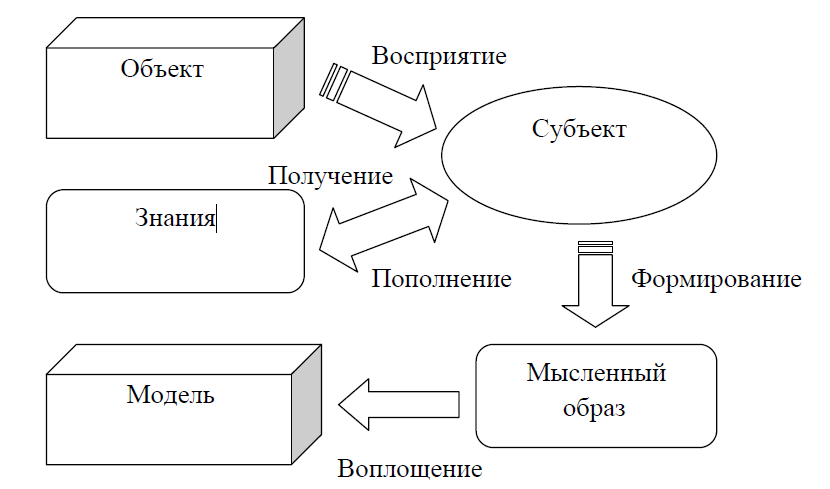 Объект
Восприятие
Субъект
Получение
Знания
Пополнение
Формирование
Мысленный
образ
Модель
Воплощение